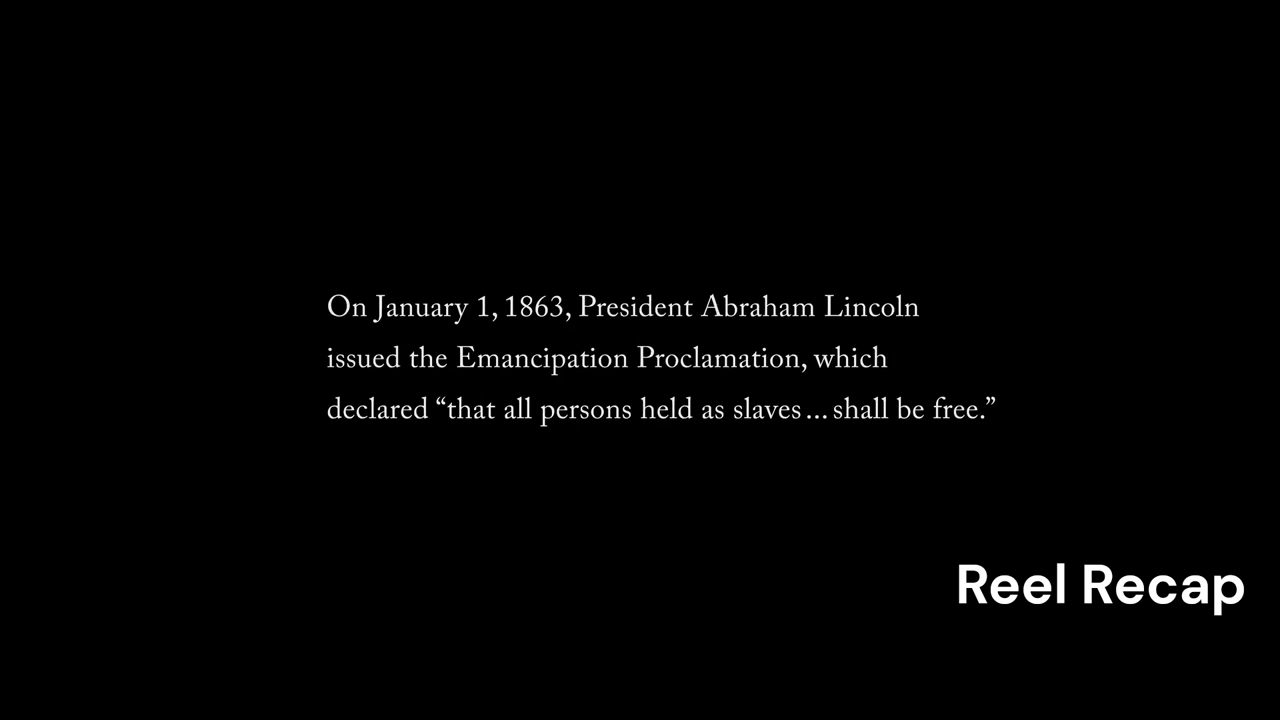 On January 1, 1863, President Abraham Lincoln
issued the Emancipation Proclamation, which
declared “that all persons held as slaves... shall be free.”
Reel Recap